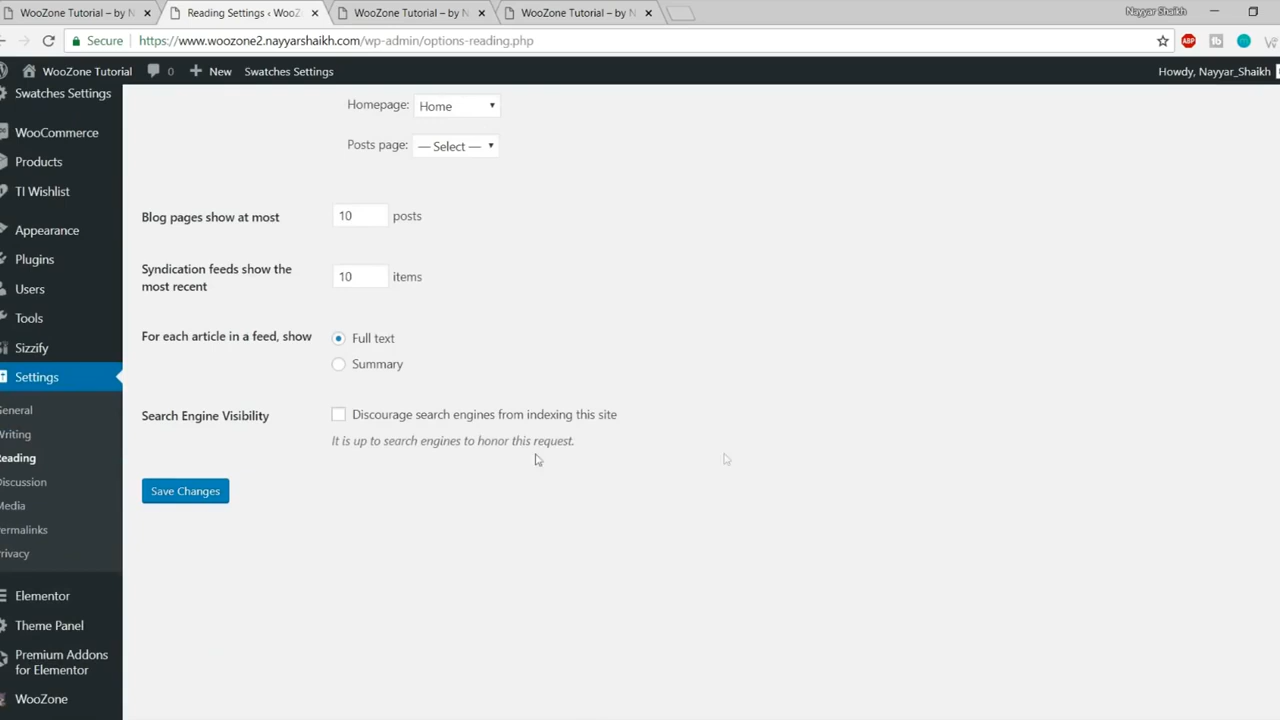 WooZone Tutorial – by N
Reading Settings ‹ WooZ
WooZone Tutorial – by N
WooZone Tutorial – by N
Nayyar Shaikh
Secure
https://www.woozone2.nayyarshaikh.com/wp-admin/options-reading.php
ABP
WooZone Tutorial
0
New
Swatches Settings
Howdy, Nayyar_Shaikh
Swatches Settings
WooCommerce
Products
TI Wishlist
Appearance
Plugins
Users
Tools
Sizzify
Settings
General
Writing
Reading
Discussion
Media
Permalinks
Privacy
Elementor
Theme Panel
Premium Addons
for Elementor
WooZone
Homepage: Home
Posts page: — Select —
Blog pages show at most 10 posts
Syndication feeds show the
most recent
10 items
For each article in a feed, show
Full text
Summary
Search Engine Visibility
Discourage search engines from indexing this site
It is up to search engines to honor this request.
Save Changes